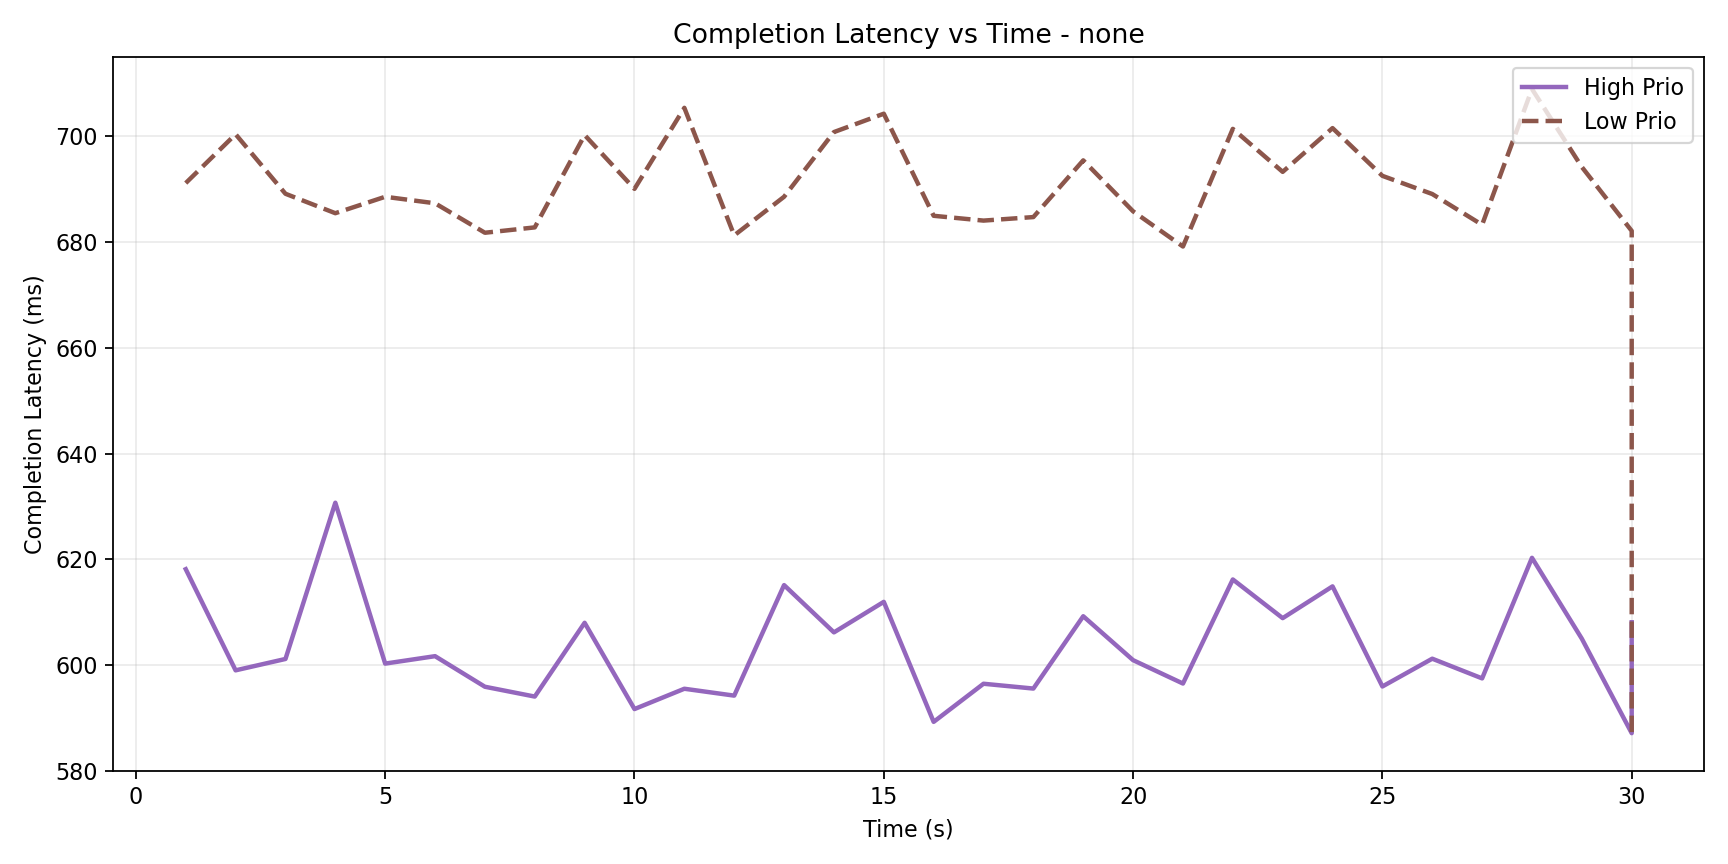 Completion Latency vs Time - none
High Prio
Low Prio
Completion Latency (ms)
700
680
660
640
620
600
580
0 5 10 15 20 25 30
Time (s)